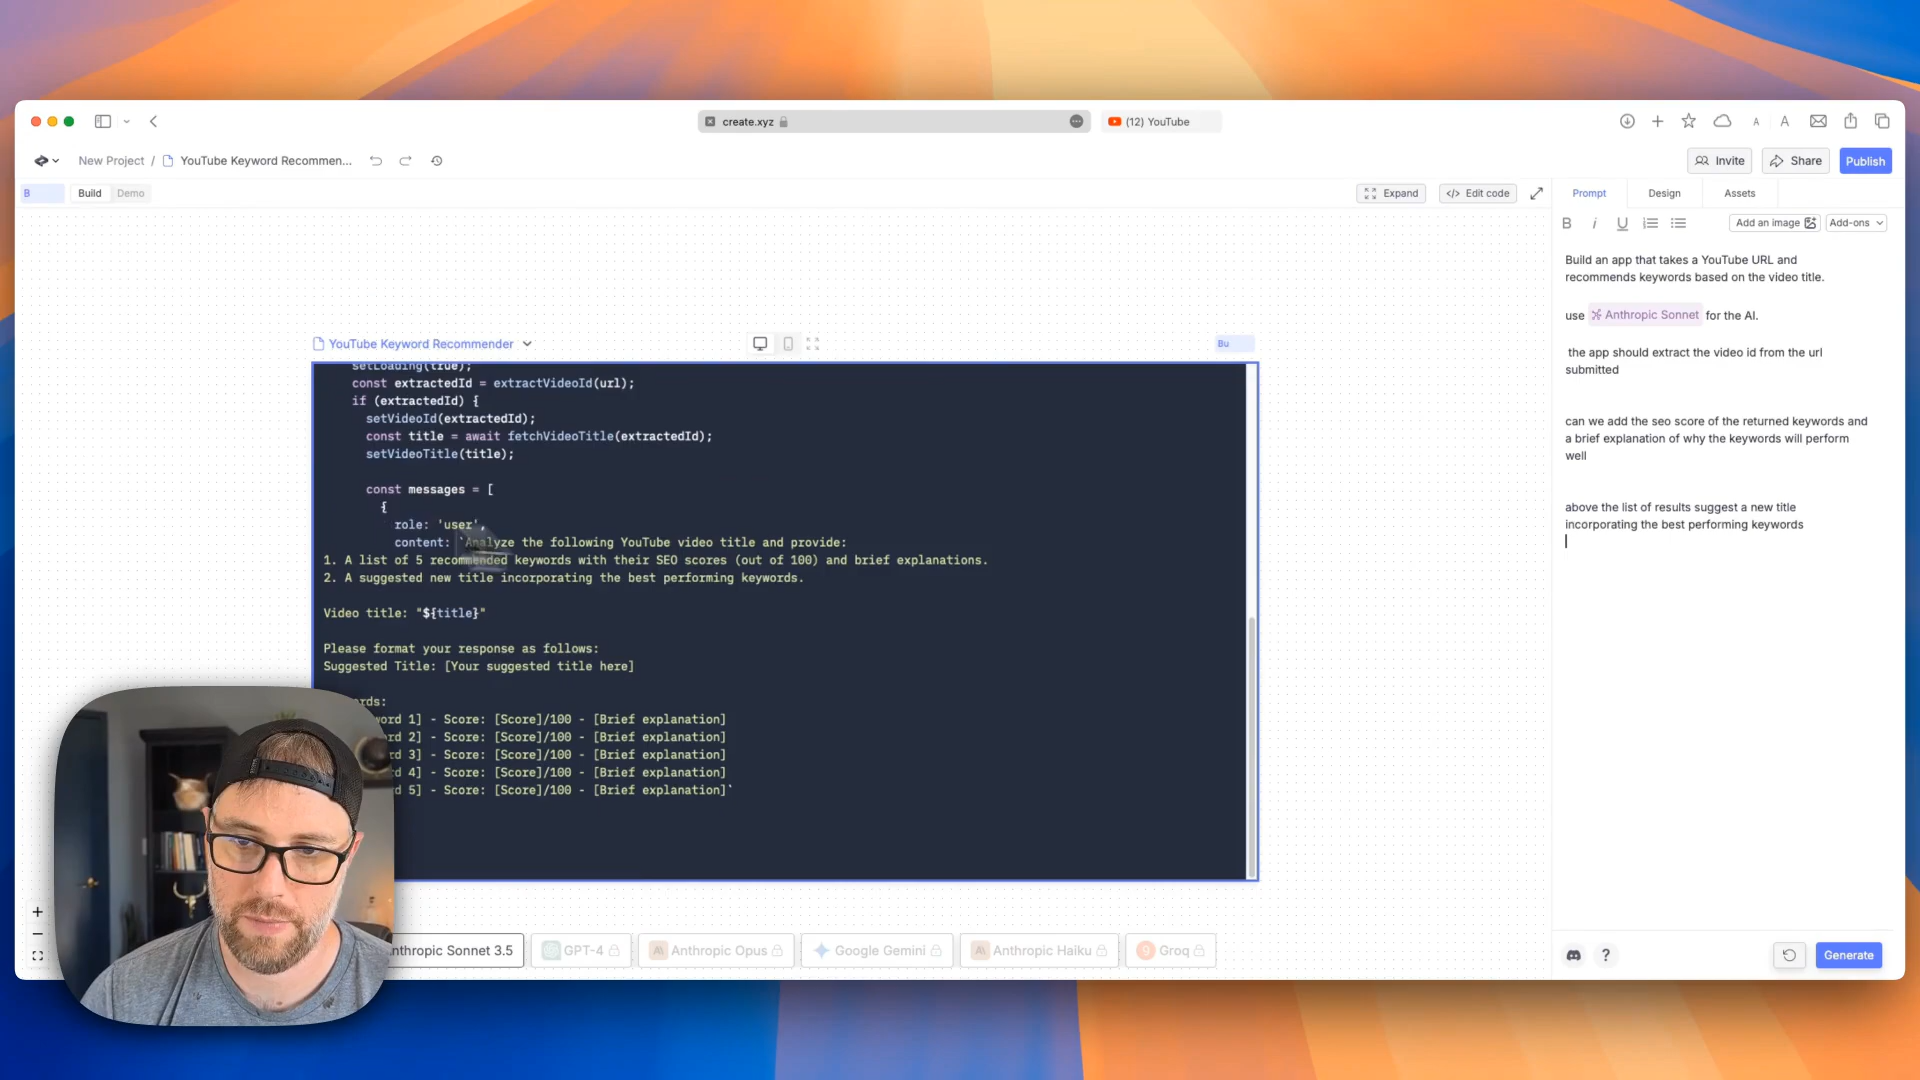 create.xyz
(12) YouTube
A A
New Project / YouTube Keyword Recommen...
Invite
Share
Publish
B
Build
Demo
Expand
</> Edit code
Prompt
Design
Assets
B i U
Add an image
Add-ons
Build an app that takes a YouTube URL and
recommends keywords based on the video title.
use Anthropic Sonnet for the AI.
the app should extract the video id from the url
submitted
can we add the seo score of the returned keywords and
a brief explanation of why the keywords will perform
well
above the list of results suggest a new title
incorporating the best performing keywords
YouTube Keyword Recommender
Bu
setLoading(true);
const extractedId = extractVideoId(url);
if (extractedId) {
setVideoId(extractedId);
const title = await fetchVideoTitle(extractedId);
setVideoTitle(title);
const messages = [
{
role: 'user',
content: `Analyze the following YouTube video title and provide:
1. A list of 5 recommended keywords with their SEO scores (out of 100) and brief explanations.
2. A suggested new title incorporating the best performing keywords.
Video title: "${title}"
Please format your response as follows:
Suggested Title: [Your suggested title here]
rds:
ord 1] - Score: [Score]/100 - [Brief explanation]
rd 2] - Score: [Score]/100 - [Brief explanation]
rd 3] - Score: [Score]/100 - [Brief explanation]
d 4] - Score: [Score]/100 - [Brief explanation]
d 5] - Score: [Score]/100 - [Brief explanation]`
nthropic Sonnet 3.5
GPT-4
Anthropic Opus
Google Gemini
Anthropic Haiku
Groq
?
Generate